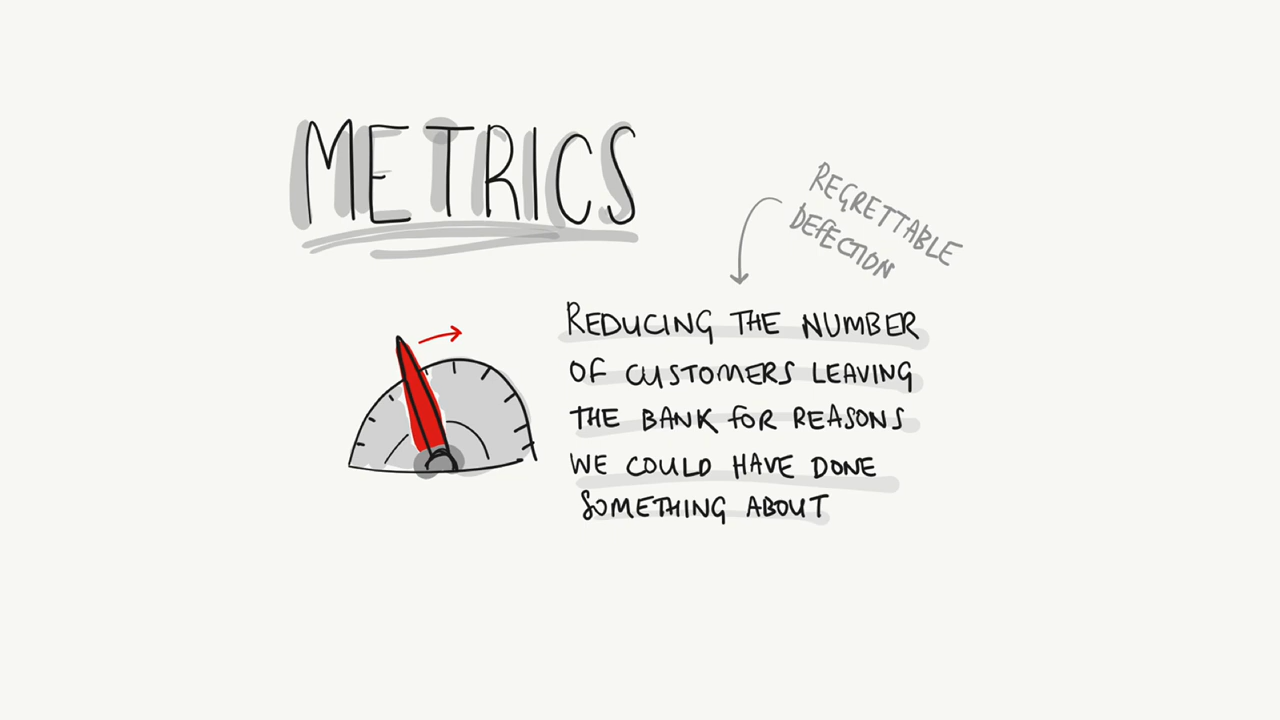 METRICS
REGRETTABLE
DEFECTION
REDUCING THE NUMBER
OF CUSTOMERS LEAVING
THE BANK FOR REASONS
WE COULD HAVE DONE
SOMETHING ABOUT